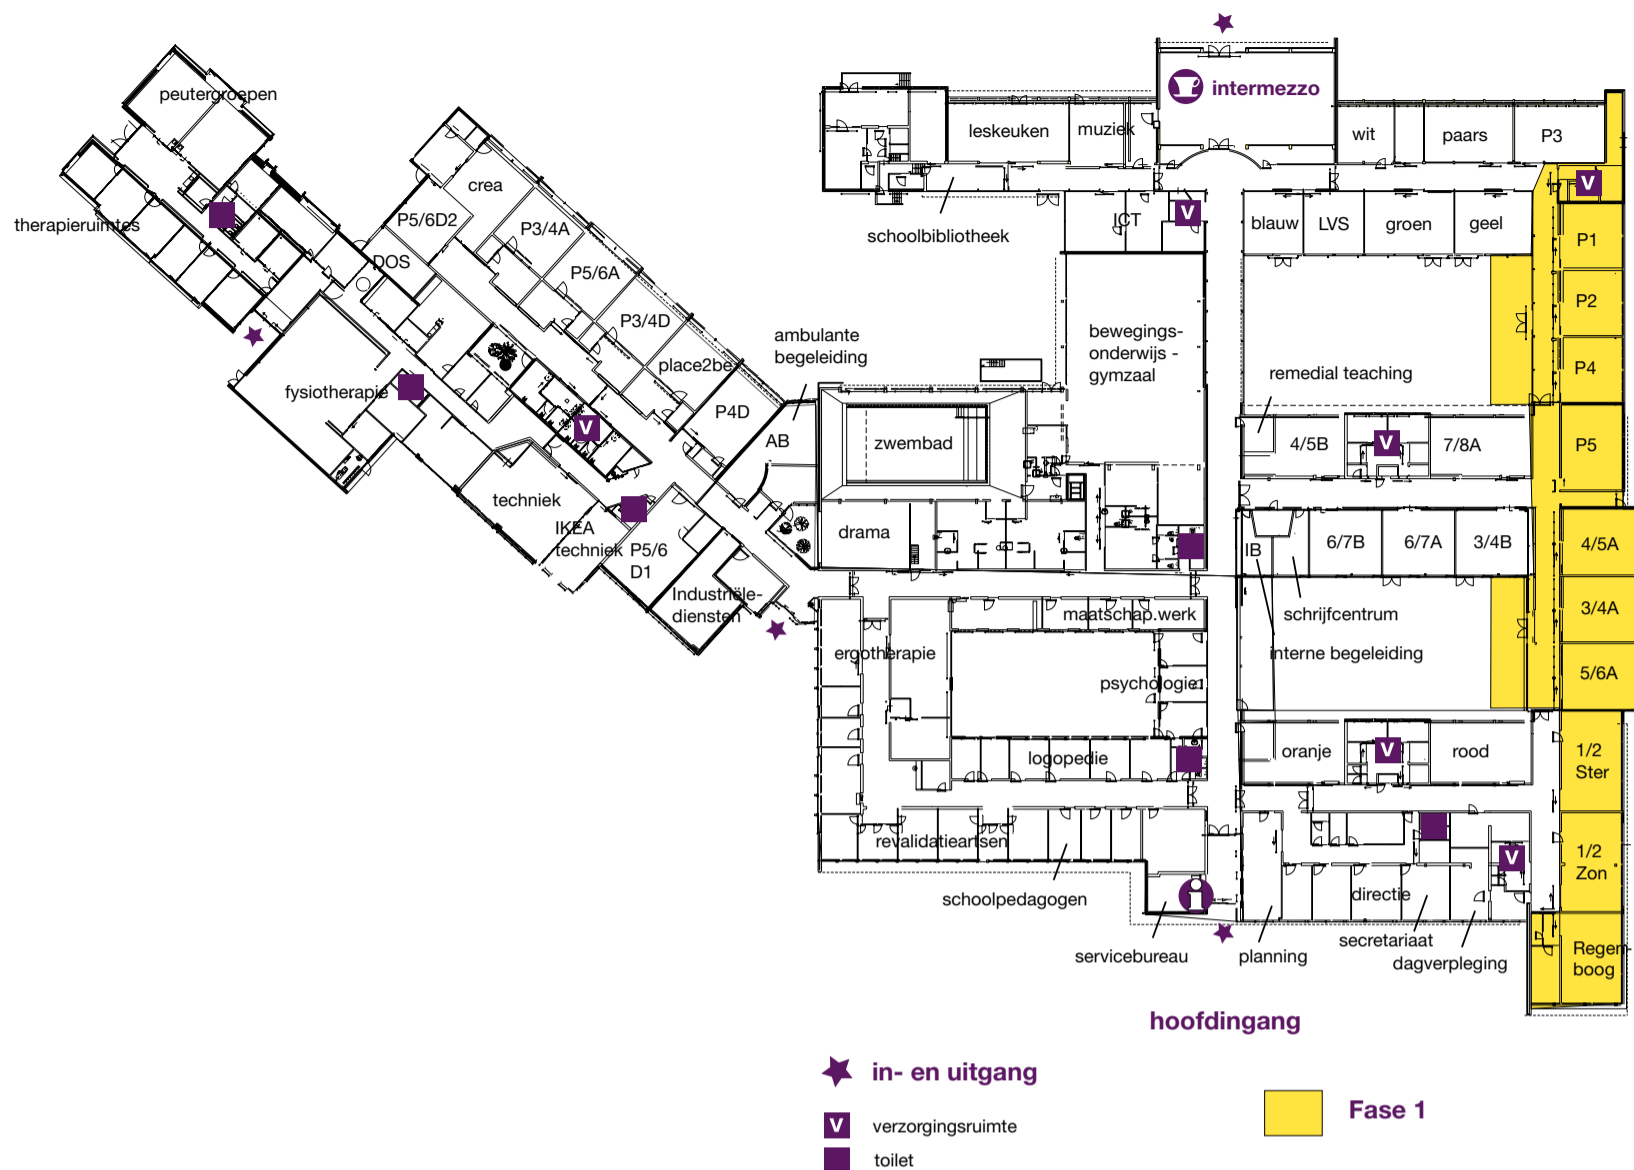 intermezzo
peutergroepen
leskeuken
muziek
wit
paars
P3
V
crea
therapieruimtes
P5/6D2
P3/4A
schoolbibliotheek
ICT
V
blauw
LVS
groen
geel
P1
DOS
P5/6A
P2
P3/4D
ambulante
begeleiding
bewegings-
onderwijs -
gymzaal
place2be
remedial teaching
P4
fysiotherapie
P4D
V
AB
zwembad
4/5B
V
7/8A
P5
techniek
IKEA
techniek
drama
P5/6
D1
IB
6/7B
6/7A
3/4B
4/5A
Industriële-
diensten
maatschap.werk
schrijfcentrum
3/4A
ergotherapie
interne begeleiding
psychologie
5/6A
logopedie
oranje
V
rood
1/2
Ster
revalidatieartsen
V
1/2
Zon
schoolpedagogen
directie
i
servicebureau
planning
secretariaat
dagverpleging
Regen-
boog
hoofdingang
in- en uitgang
V
verzorgingsruimte
toilet
Fase 1